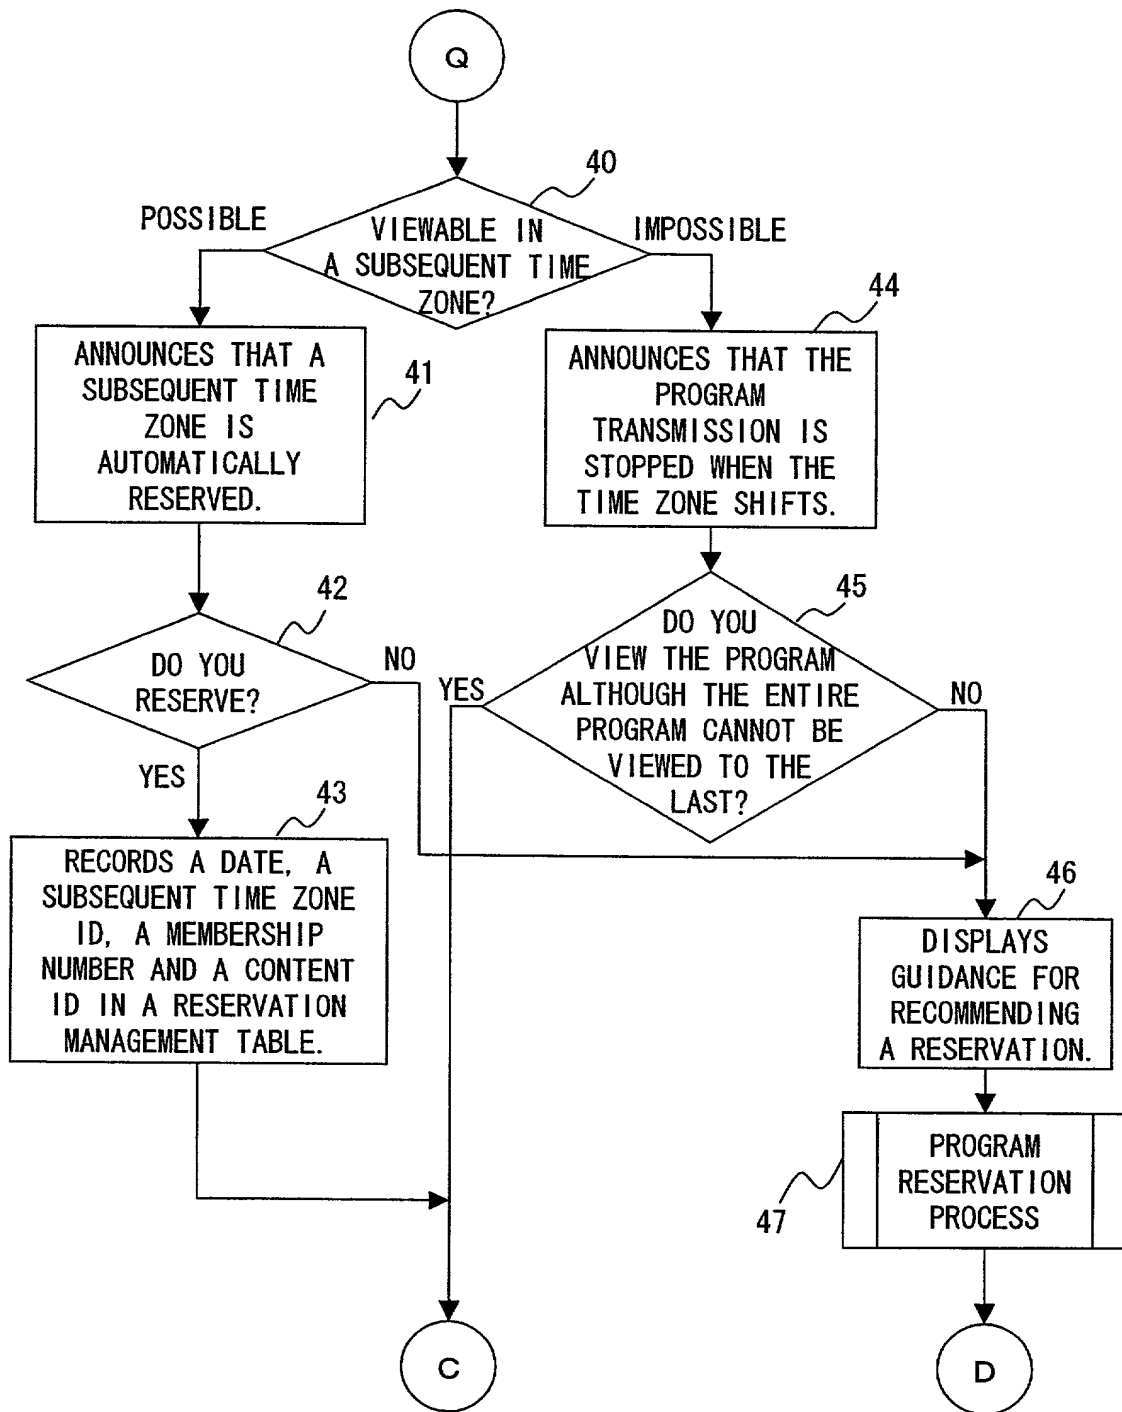 Q
40
POSSIBLE
VIEWABLE IN
A SUBSEQUENT TIME
ZONE?
IMPOSSIBLE
ANNOUNCES THAT A
SUBSEQUENT TIME
ZONE IS
AUTOMATICALLY
RESERVED.
41
44
ANNOUNCES THAT THE
PROGRAM
TRANSMISSION IS
STOPPED WHEN THE
TIME ZONE SHIFTS.
42
DO YOU
RESERVE?
NO
YES
45
DO YOU
VIEW THE PROGRAM
ALTHOUGH THE ENTIRE
PROGRAM CANNOT BE
VIEWED TO THE
LAST?
YES
NO
43
RECORDS A DATE, A
SUBSEQUENT TIME ZONE
ID, A MEMBERSHIP
NUMBER AND A CONTENT
ID IN A RESERVATION
MANAGEMENT TABLE.
46
DISPLAYS
GUIDANCE FOR
RECOMMENDING
A RESERVATION.
47
PROGRAM
RESERVATION
PROCESS
C
D